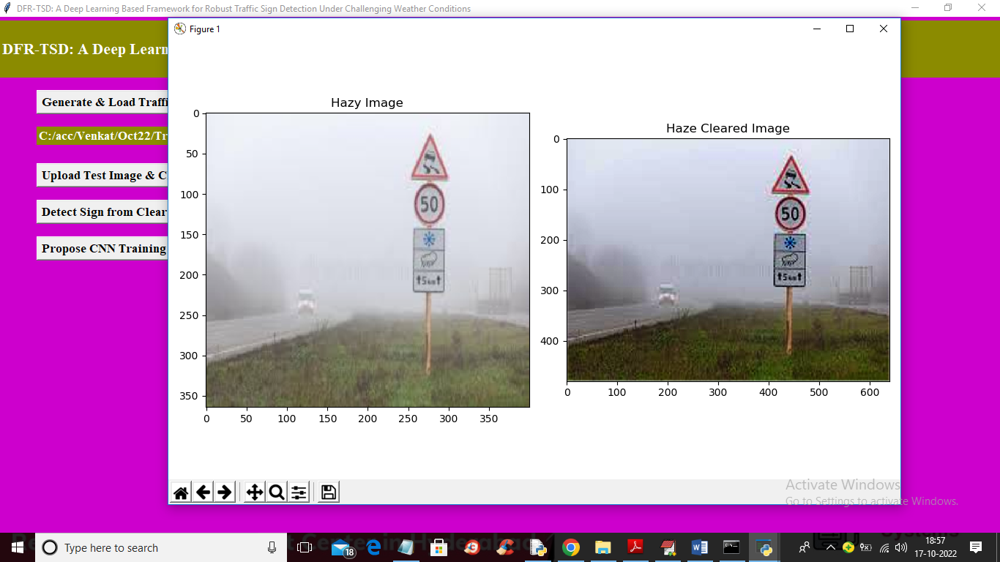 DFR-TSD: A Deep Learning Based Framework for Robust Traffic Sign Detection Under Challenging Weather Conditions
Figure 1
DFR-TSD: A Deep Learn
Generate & Load Traffi
C:/acc/Venkat/Oct22/Tr
Upload Test Image & C
Detect Sign from Clear
Propose CNN Training
Hazy Image
0
50
100
150
200
250
300
350
0 50 100 150 200 250 300 350
50
5km
Haze Cleared Image
0
100
200
300
400
0 100 200 300 400 500 600
50
5km
Activate Windows
Go to Settings to activate Windows.
Type here to search
18
18:57
17-10-2022